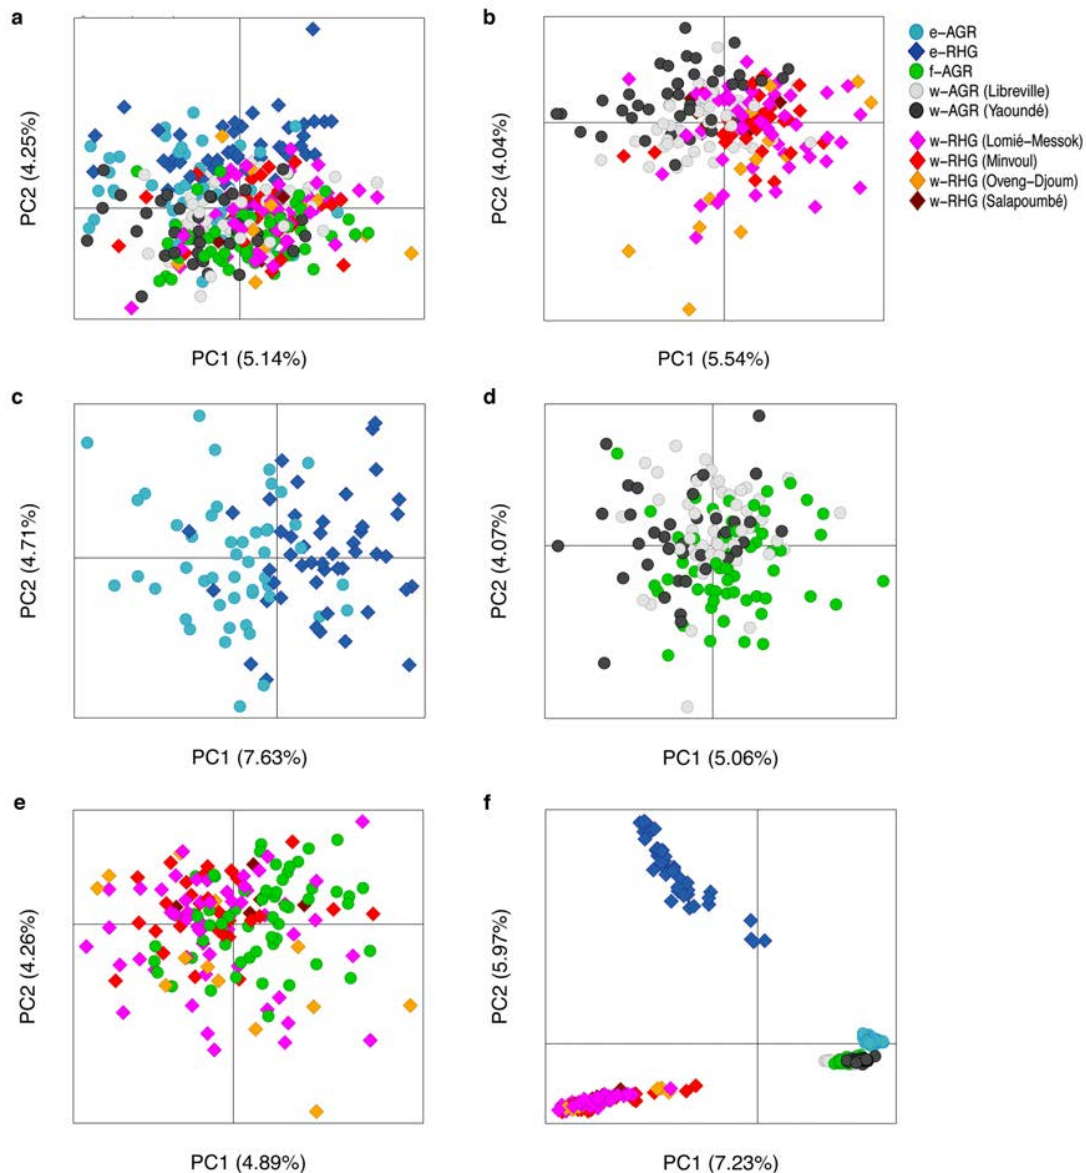 a
PC2 (4.25%)
PC1 (5.14%)
b
PC2 (4.04%)
PC1 (5.54%)
e-AGR
e-RHG
f-AGR
w-AGR (Libreville)
w-AGR (Yaoundé)
w-RHG (Lomié-Messok)
w-RHG (Minvoul)
w-RHG (Oveng-Djoum)
w-RHG (Salapoumbé)
c
PC2 (4.71%)
PC1 (7.63%)
d
PC2 (4.07%)
PC1 (5.06%)
e
PC2 (4.26%)
PC1 (4.89%)
f
PC2 (5.97%)
PC1 (7.23%)